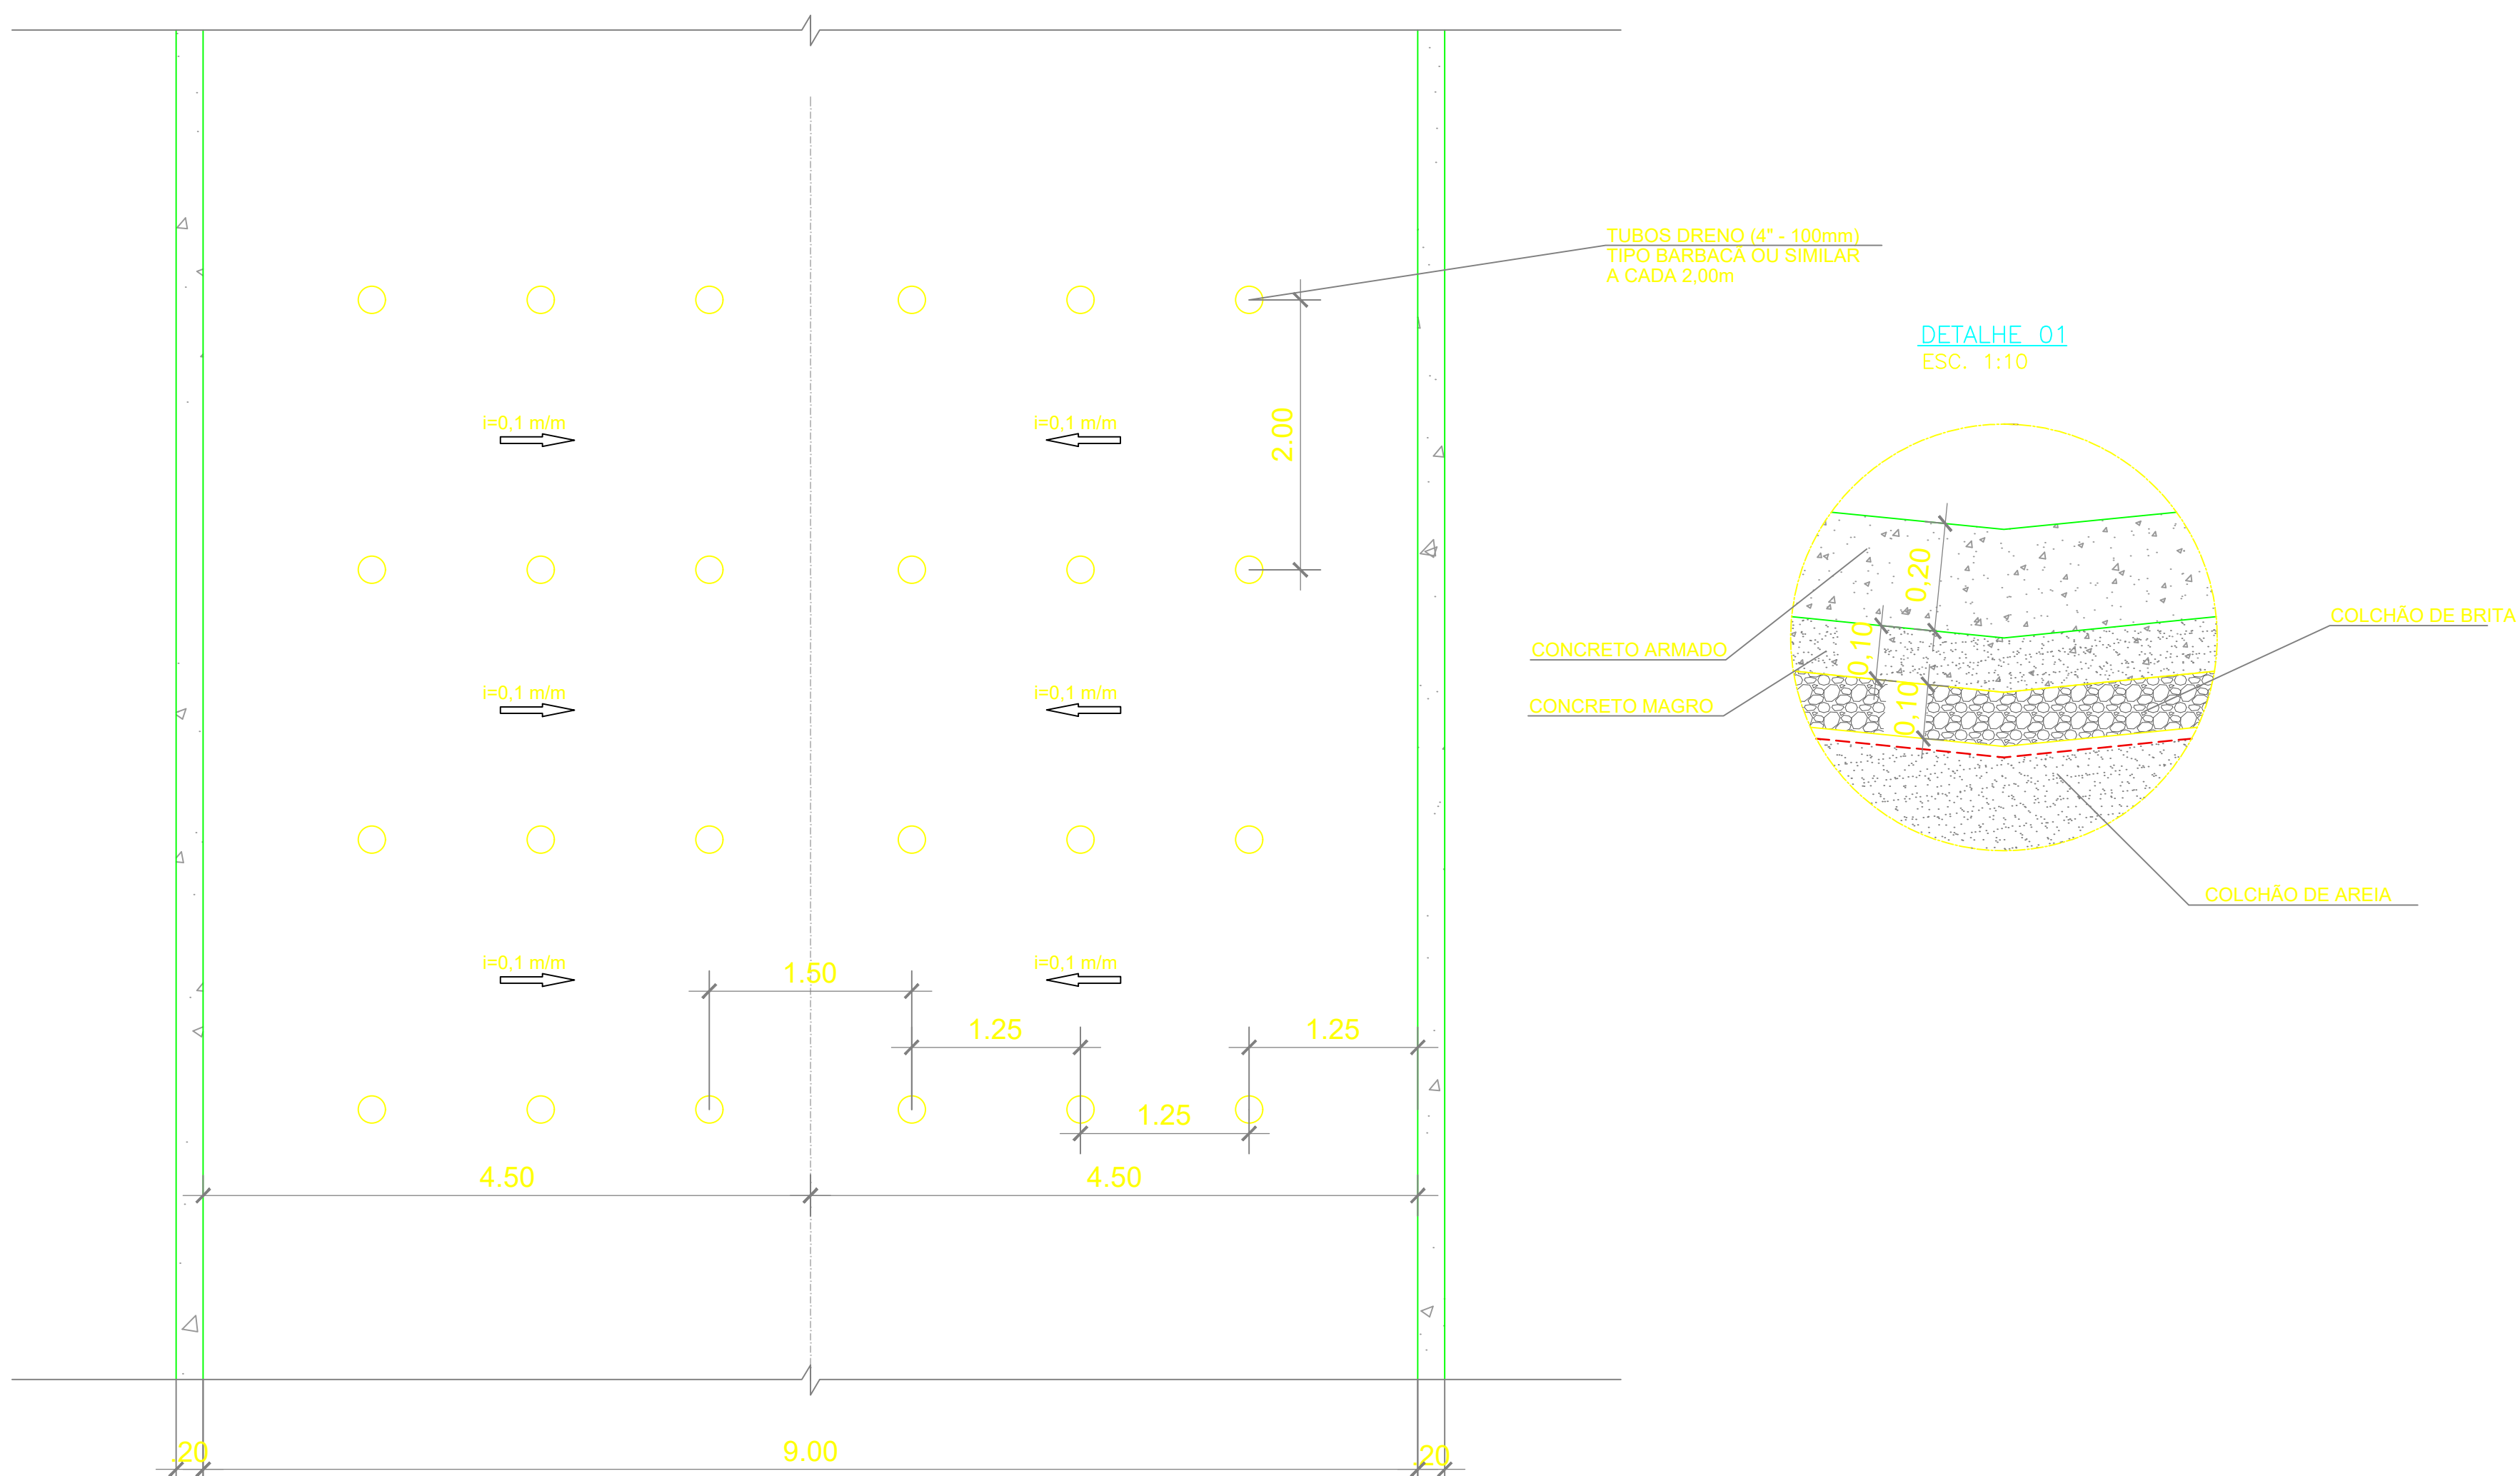 TUBOS DRENO (4" - 100mm)
TIPO BARBACÃ OU SIMILAR
A CADA 2,00m
DETALHE 01
ESC. 1:10
i=0,1 m/m
i=0,1 m/m
2.00
0,20
0,10
0,10
CONCRETO ARMADO
COLCHÃO DE BRITA
CONCRETO MAGRO
i=0,1 m/m
i=0,1 m/m
COLCHÃO DE AREIA
i=0,1 m/m
i=0,1 m/m
1.50
1.25
1.25
1.25
4.50
4.50
.20
9.00
.20